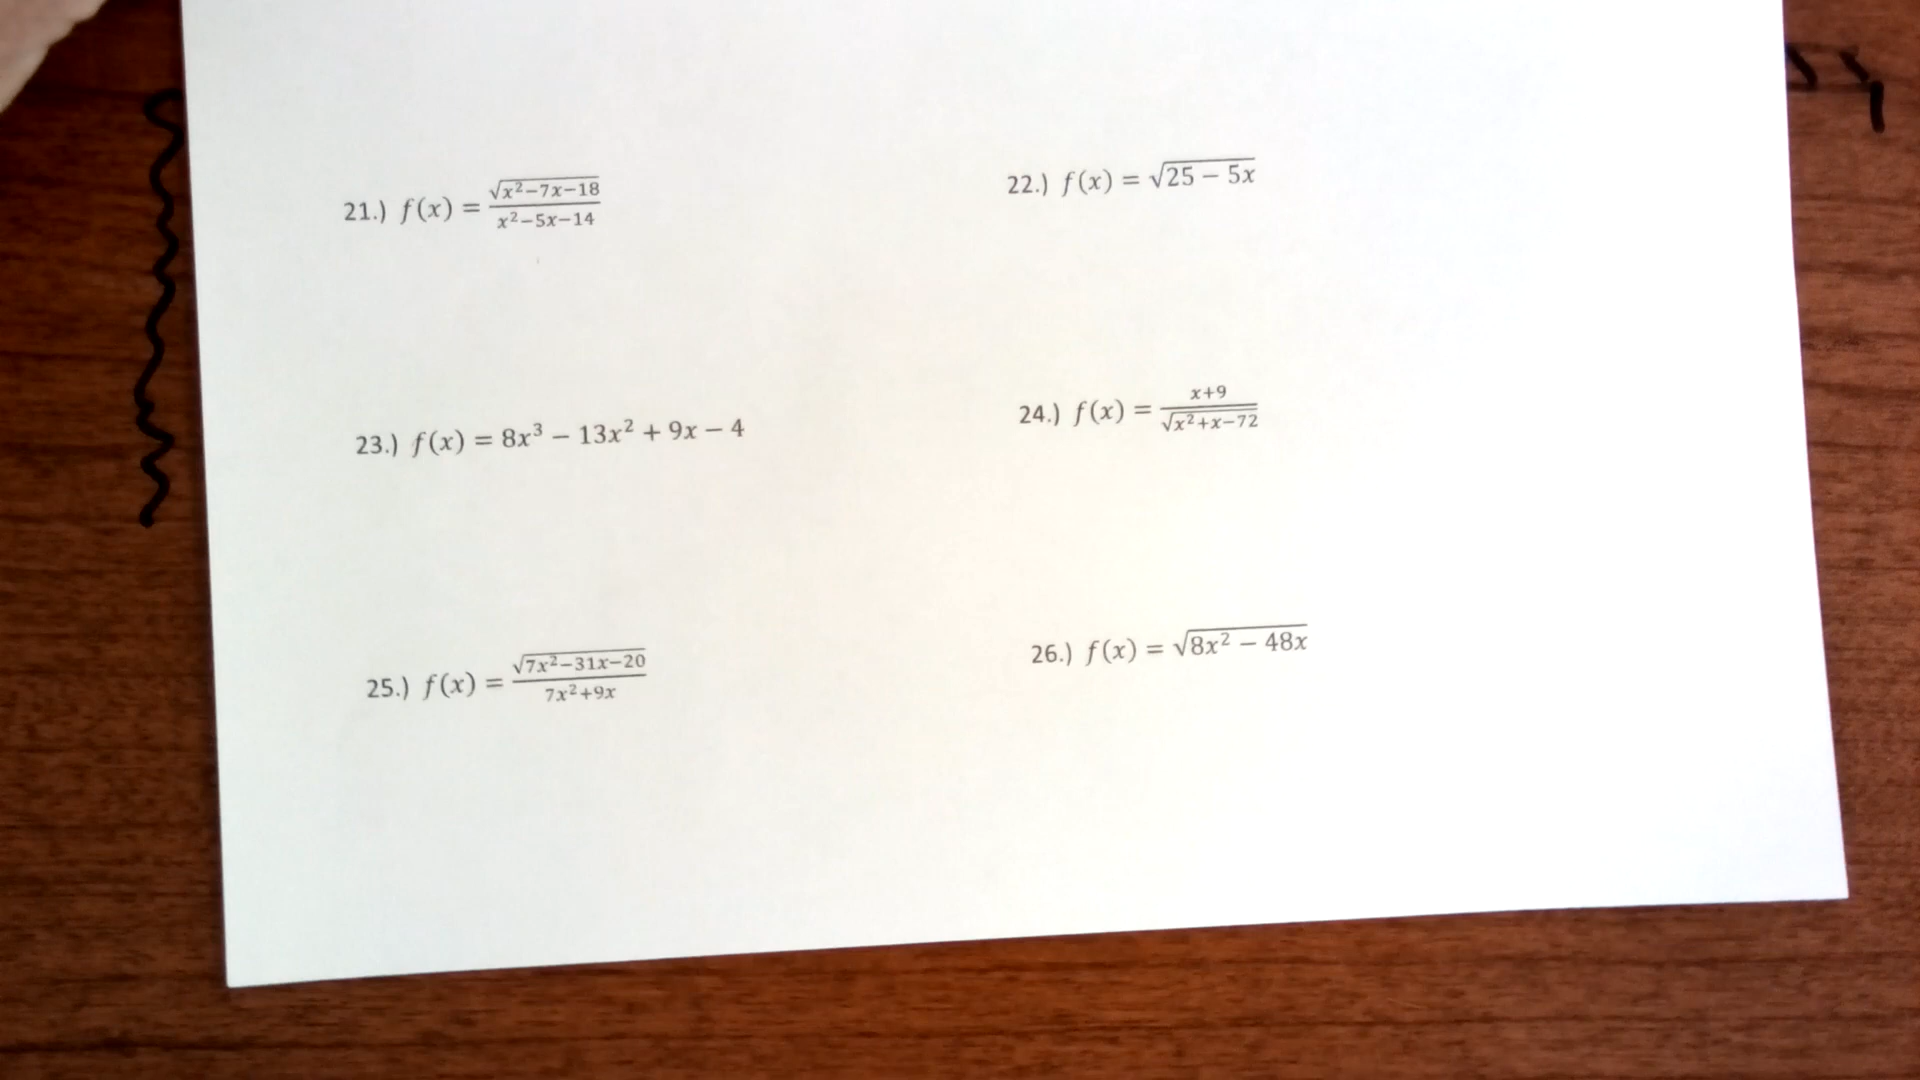 21.) f(x) = √(x²−7x−18) / (x²−5x−14)
22.) f(x) = √(25 − 5x)
23.) f(x) = 8x³ − 13x² + 9x − 4
24.) f(x) = (x+9) / √(x²+x−72)
25.) f(x) = √(7x²−31x−20) / (7x²+9x)
26.) f(x) = √(8x² − 48x)